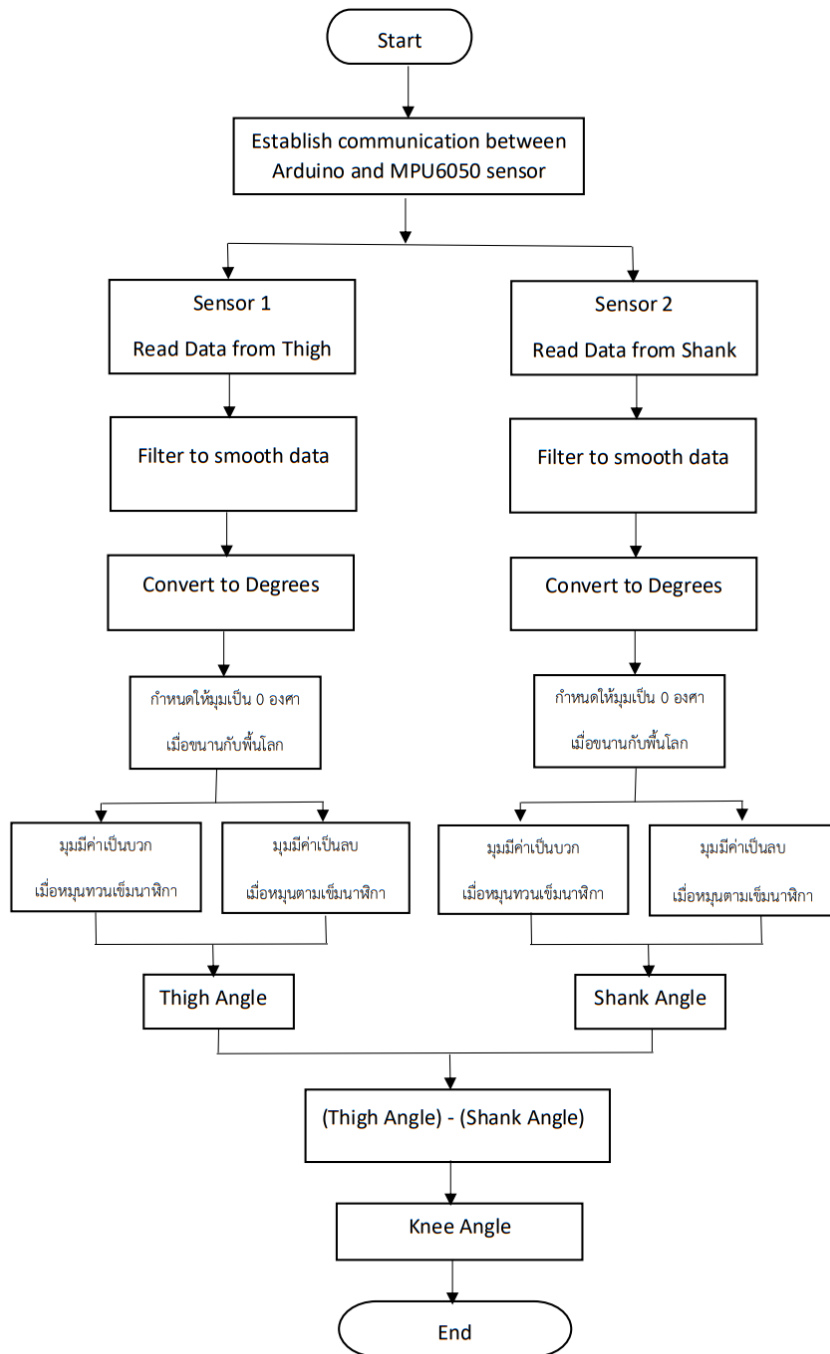 Start
Establish communication between
Arduino and MPU6050 sensor
Sensor 1
Read Data from Thigh
Sensor 2
Read Data from Shank
Filter to smooth data
Filter to smooth data
Convert to Degrees
Convert to Degrees
กำหนดให้มุมเป็น 0 องศา
เมื่อขนานกับพื้นโลก
กำหนดให้มุมเป็น 0 องศา
เมื่อขนานกับพื้นโลก
มุมมีค่าเป็นบวก
เมื่อหมุนทวนเข็มนาฬิกา
มุมมีค่าเป็นลบ
เมื่อหมุนตามเข็มนาฬิกา
มุมมีค่าเป็นบวก
เมื่อหมุนทวนเข็มนาฬิกา
มุมมีค่าเป็นลบ
เมื่อหมุนตามเข็มนาฬิกา
Thigh Angle
Shank Angle
(Thigh Angle) - (Shank Angle)
Knee Angle
End